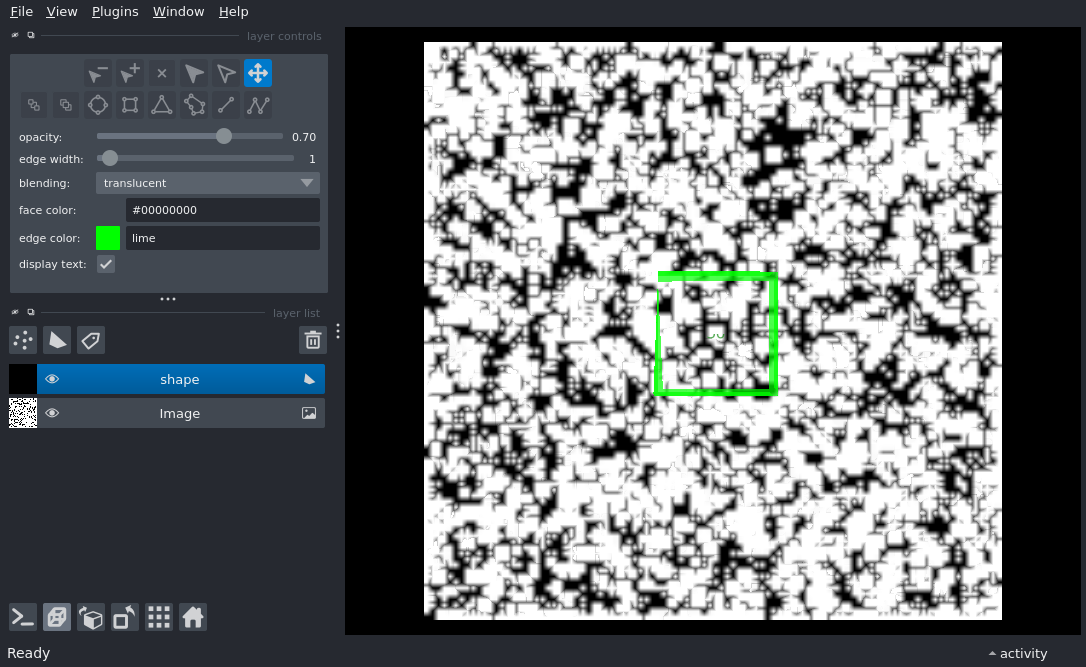 File View Plugins Window Help
layer controls
opacity: 0.70
edge width: 1
blending: translucent
face color: #00000000
edge color: lime
display text:
layer list
shape
Image
Ready
activity